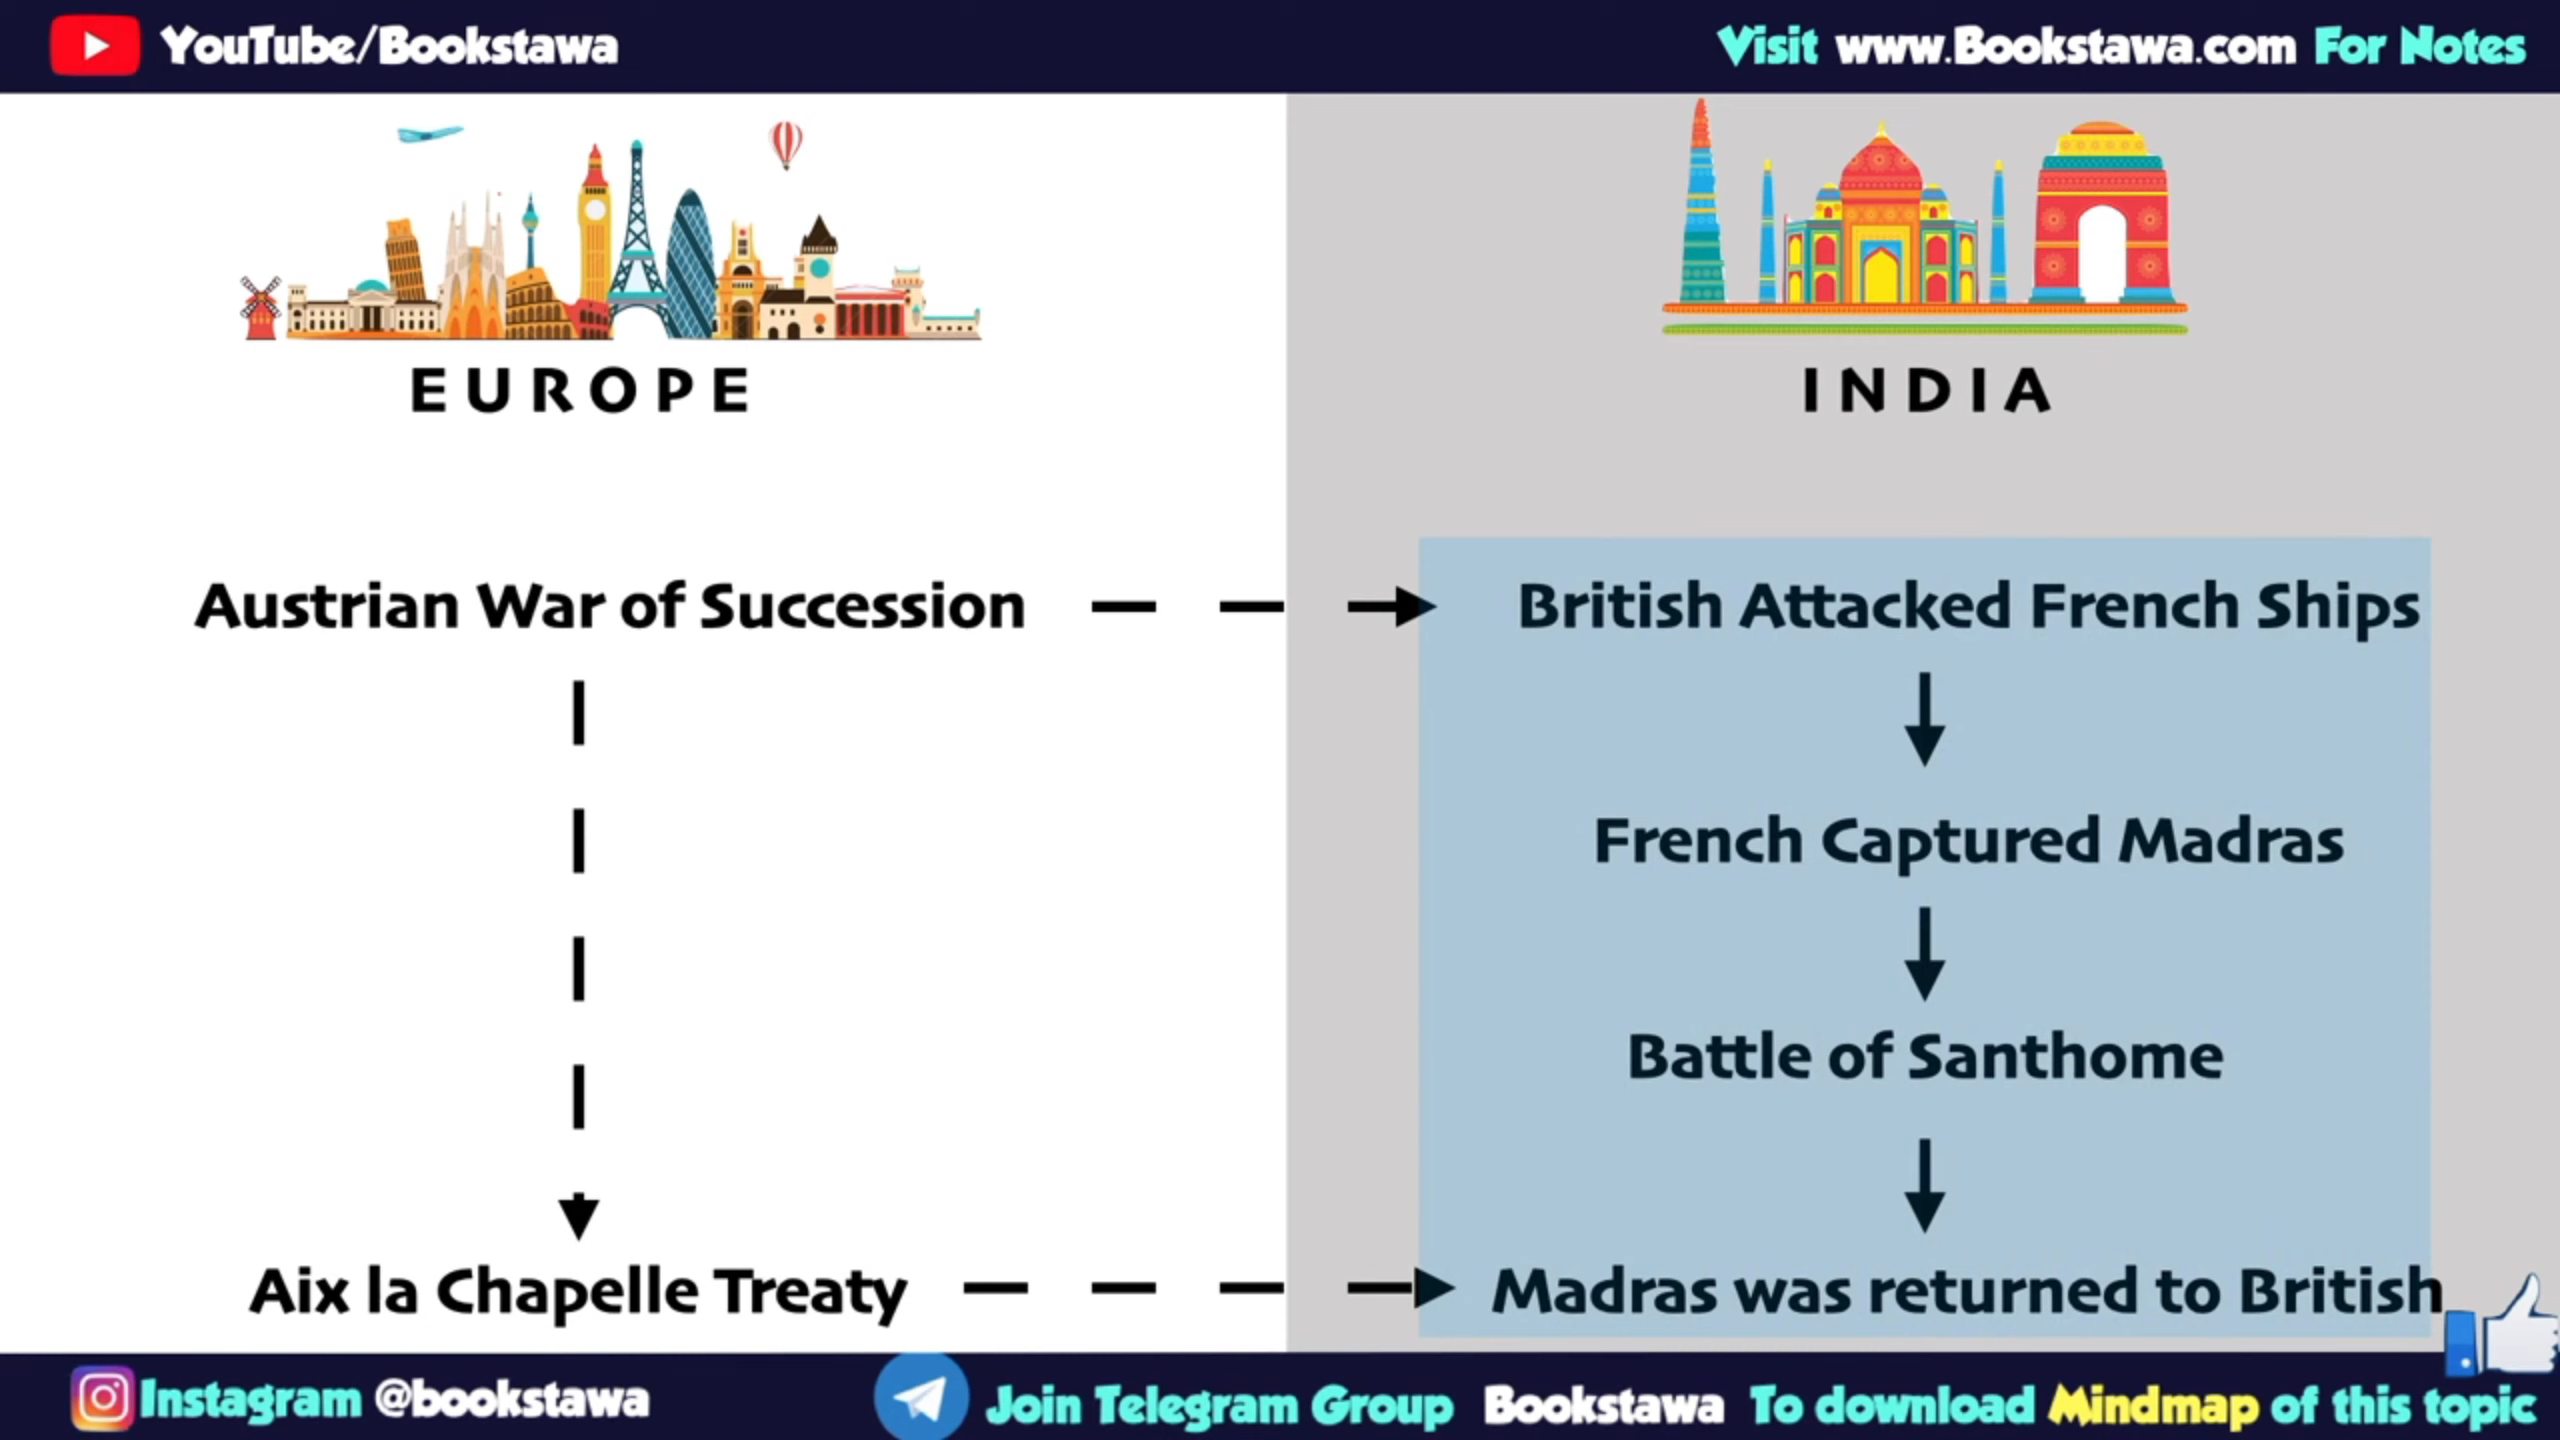 YouTube/Bookstawa
Visit www.Bookstawa.com For Notes
EUROPE
INDIA
Austrian War of Succession
British Attacked French Ships
French Captured Madras
Battle of Santhome
Aix la Chapelle Treaty
Madras was returned to British
Instagram @bookstawa
Join Telegram Group Bookstawa To download Mindmap of this topic